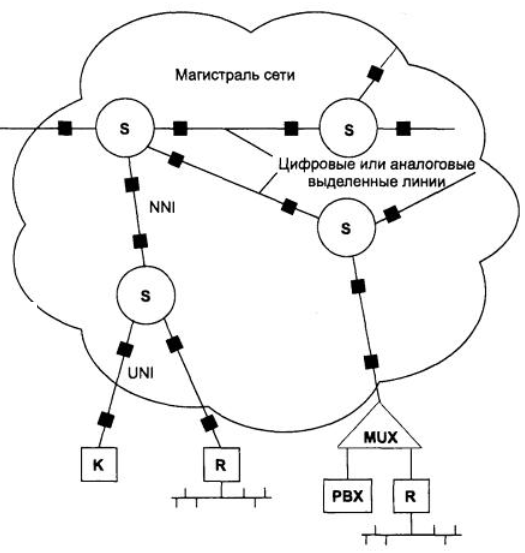 Магистраль сети
S
S
Цифровые или аналоговые
выделенные линии
NNI
S
S
UNI
MUX
K
R
PBX
R